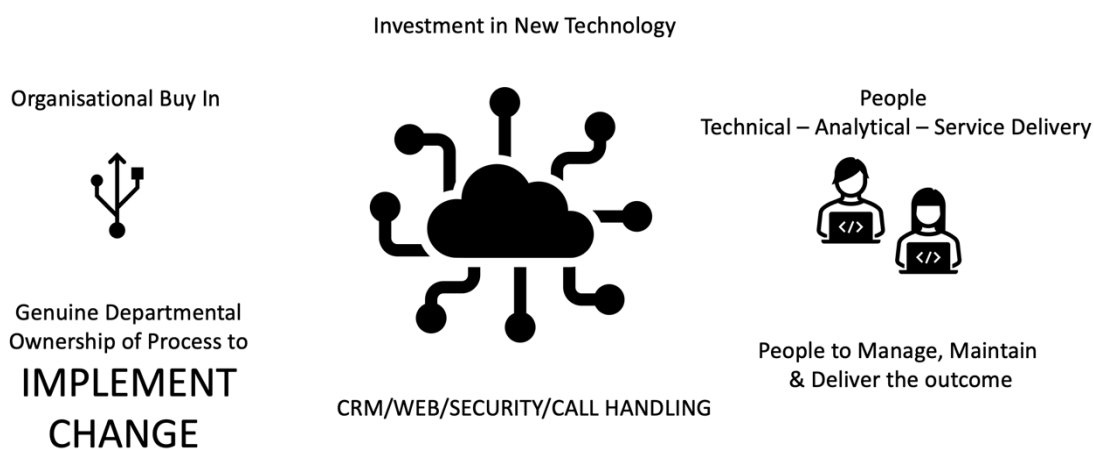 Investment in New Technology
Organisational Buy In
People
Technical – Analytical – Service Delivery
</>
</>
Genuine Departmental
Ownership of Process to
IMPLEMENT
CHANGE
CRM/WEB/SECURITY/CALL HANDLING
People to Manage, Maintain
& Deliver the outcome